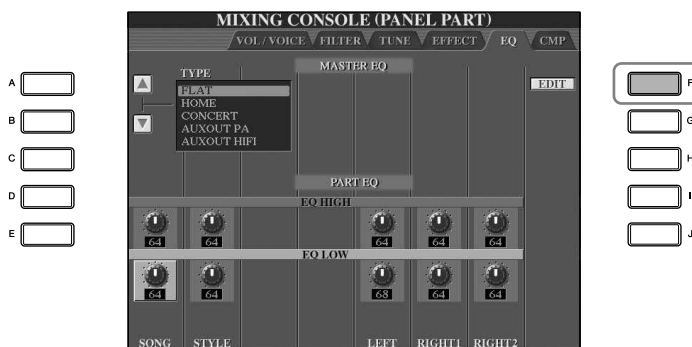 MIXING CONSOLE (PANEL PART)
VOL / VOICE FILTER TUNE EFFECT EQ CMP
MASTER EQ
TYPE
FLAT
HOME
CONCERT
AUXOUT PA
AUXOUT HIFI
EDIT
A
B
C
D
E
F
G
H
I
J
PART EQ
EQ HIGH
64 64 64 64 64
EQ LOW
64 64 68 64 64
SONG STYLE LEFT RIGHT1 RIGHT2